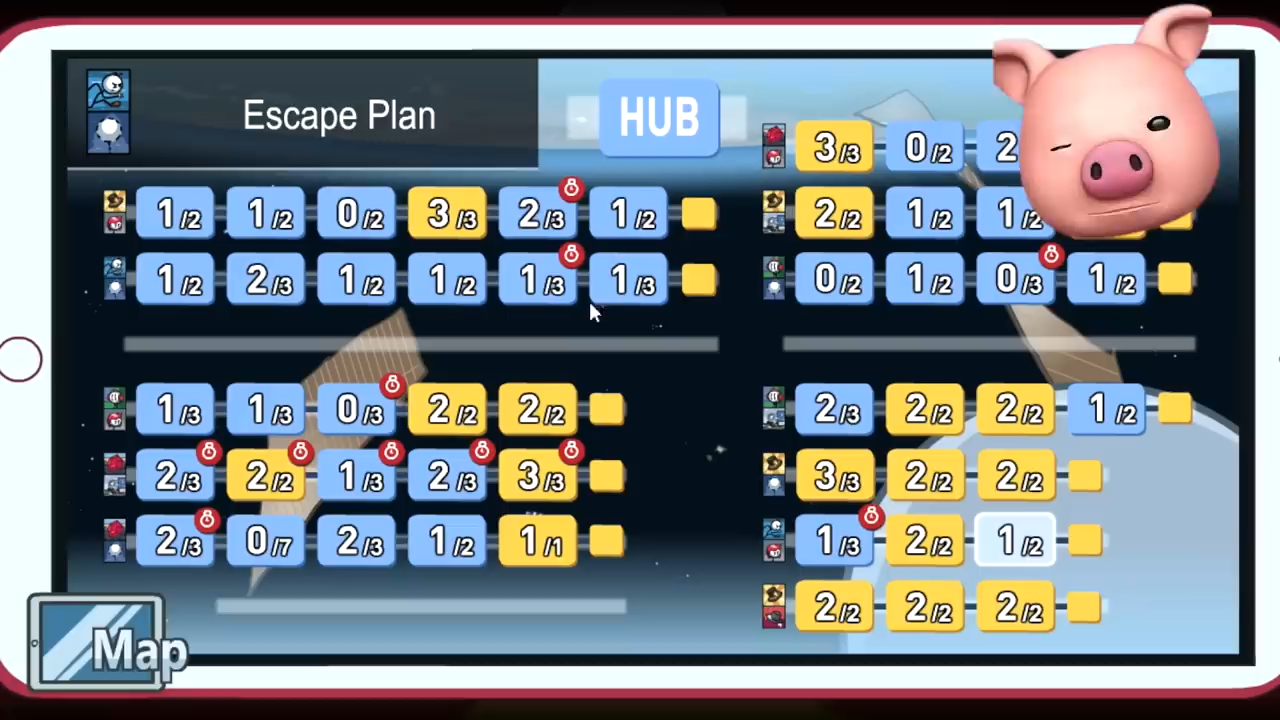 Escape Plan
HUB
3/3 0/2 2
1/2 1/2 0/2 3/3 2/3 1/2
2/2 1/2 1/2
1/2 2/3 1/2 1/2 1/3 1/3
0/2 1/2 0/3 1/2
1/3 1/3 0/3 2/2 2/2
2/3 2/2 2/2 1/2
2/3 2/2 1/3 2/3 3/3
3/3 2/2 2/2
2/3 0/7 2/3 1/2 1/1
1/3 2/2 1/2
2/2 2/2 2/2
Map